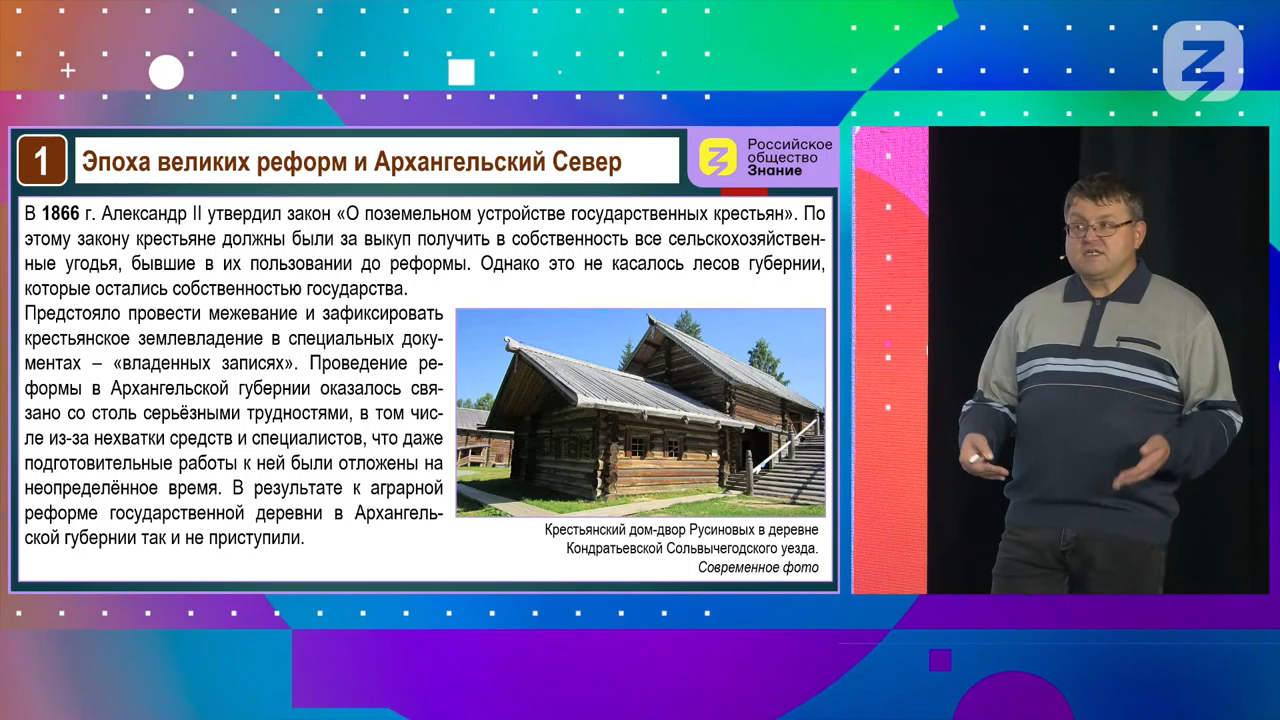 1
Эпоха великих реформ и Архангельский Север
Российское
общество
Знание
В 1866 г. Александр II утвердил закон «О поземельном устройстве государственных крестьян». По
этому закону крестьяне должны были за выкуп получить в собственность все сельскохозяйствен-
ные угодья, бывшие в их пользовании до реформы. Однако это не касалось лесов губернии,
которые остались собственностью государства.
Предстояло провести межевание и зафиксировать
крестьянское землевладение в специальных доку-
ментах – «владенных записях». Проведение ре-
формы в Архангельской губернии оказалось свя-
зано со столь серьёзными трудностями, в том чис-
ле из-за нехватки средств и специалистов, что даже
подготовительные работы к ней были отложены на
неопределённое время. В результате к аграрной
реформе государственной деревни в Архангель-
ской губернии так и не приступили.
Крестьянский дом-двор Русиновых в деревне
Кондратьевской Сольвычегодского уезда.
Современное фото